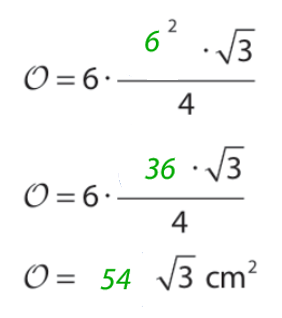 𝒪 = 6 · (6² · √3) / 4
𝒪 = 6 · (36 · √3) / 4
𝒪 = 54 √3 cm²